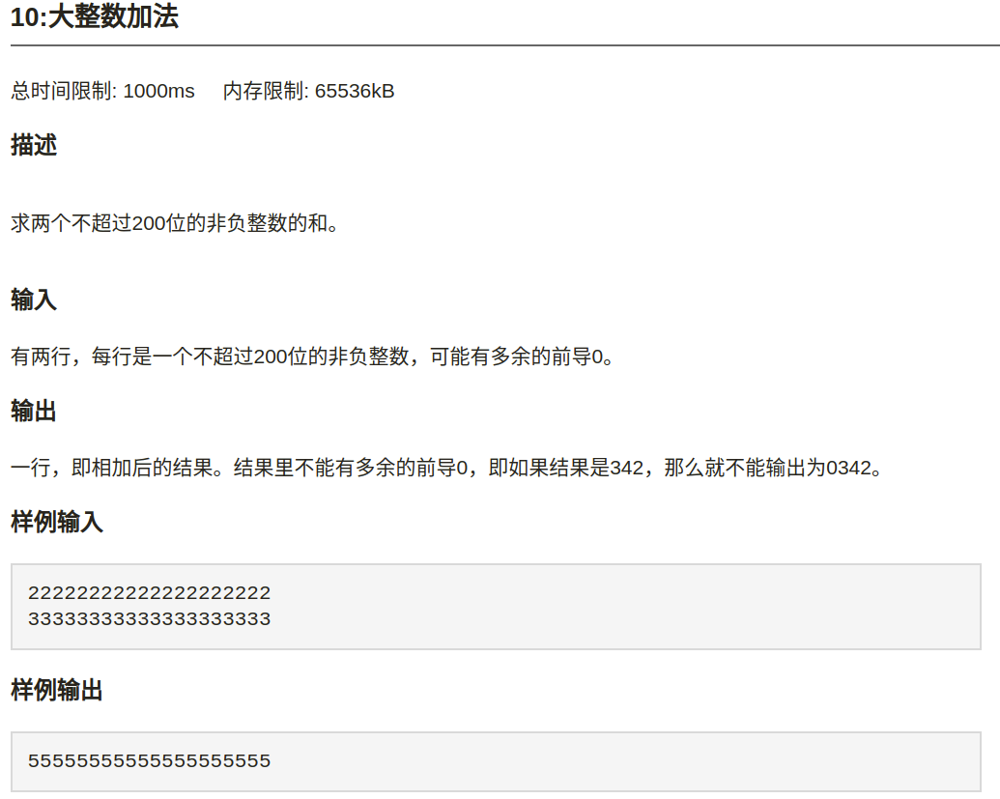 10:大整数加法
总时间限制: 1000ms 内存限制: 65536kB
描述
求两个不超过200位的非负整数的和。
输入
有两行，每行是一个不超过200位的非负整数，可能有多余的前导0。
输出
一行，即相加后的结果。结果里不能有多余的前导0，即如果结果是342，那么就不能输出为0342。
样例输入
22222222222222222222
33333333333333333333
样例输出
55555555555555555555